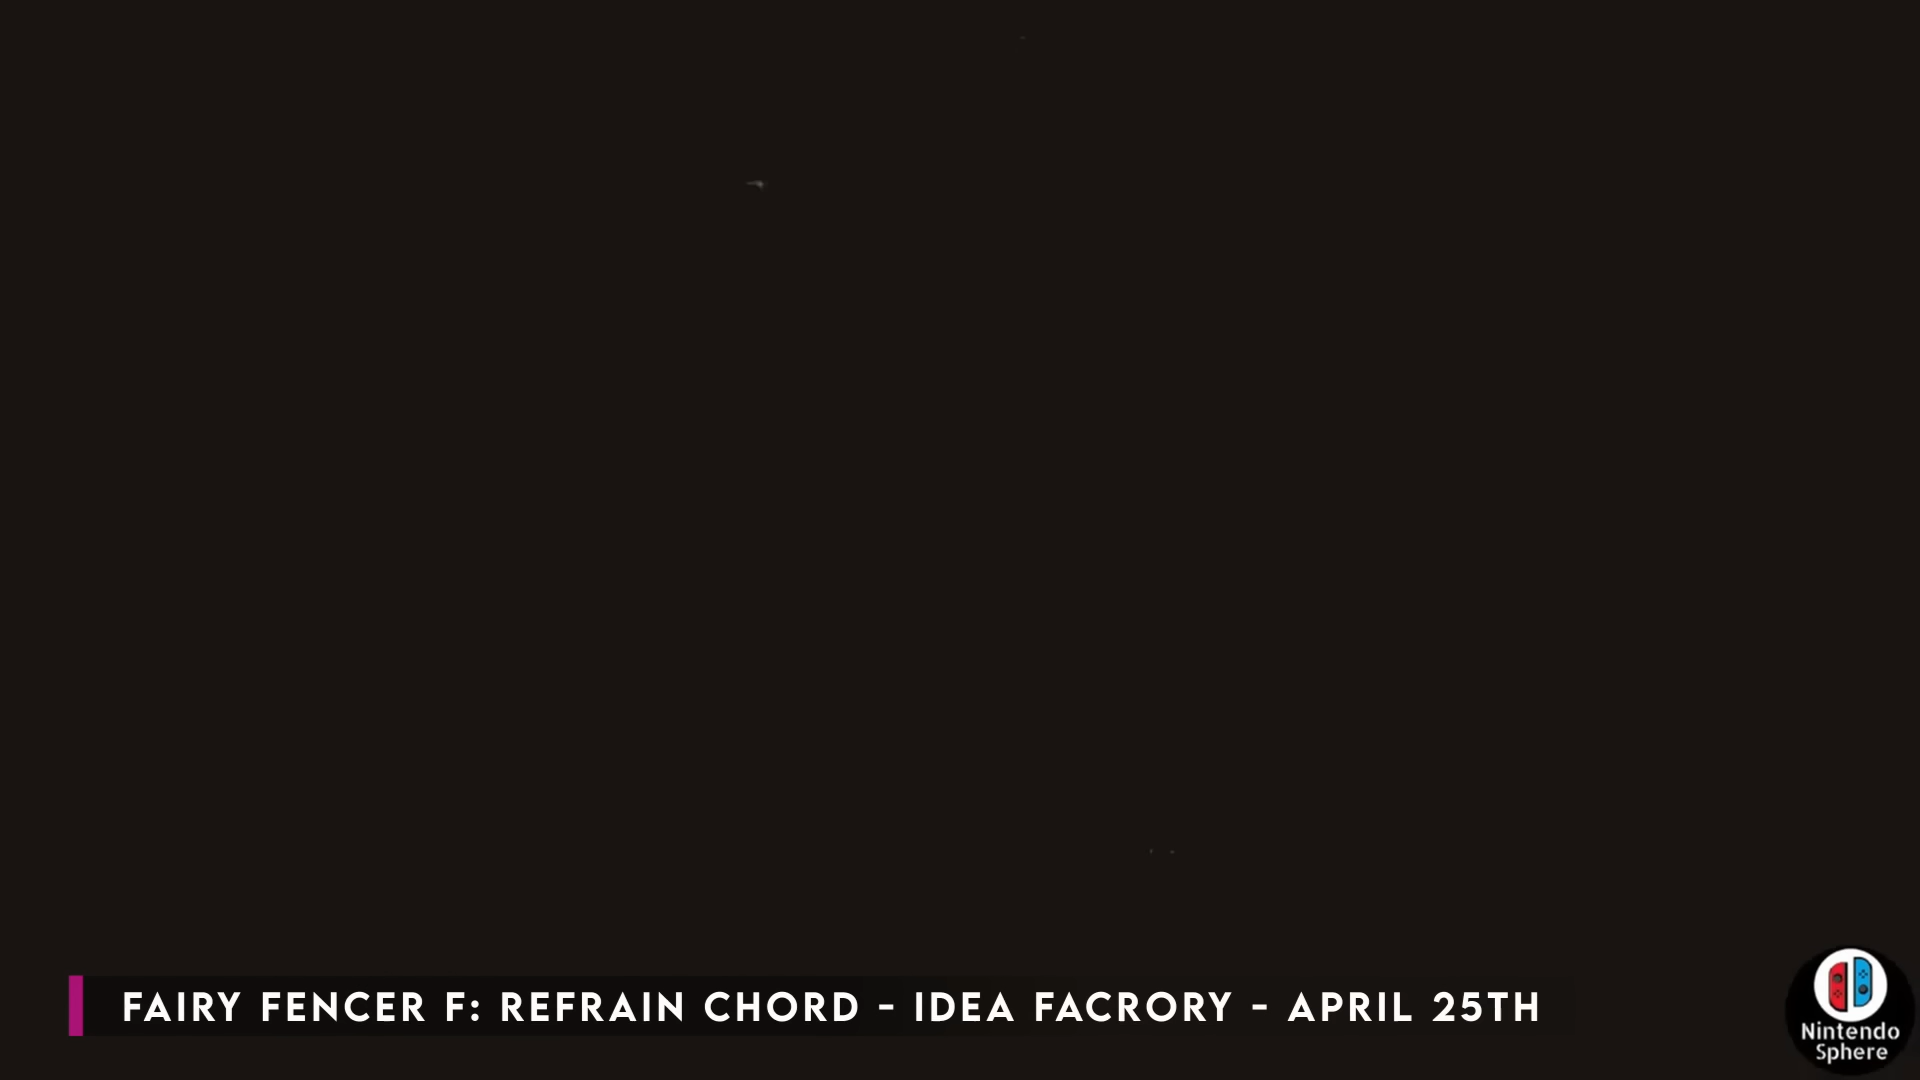 FAIRY FENCER F: REFRAIN CHORD - IDEA FACRORY - APRIL 25TH
Nintendo
Sphere